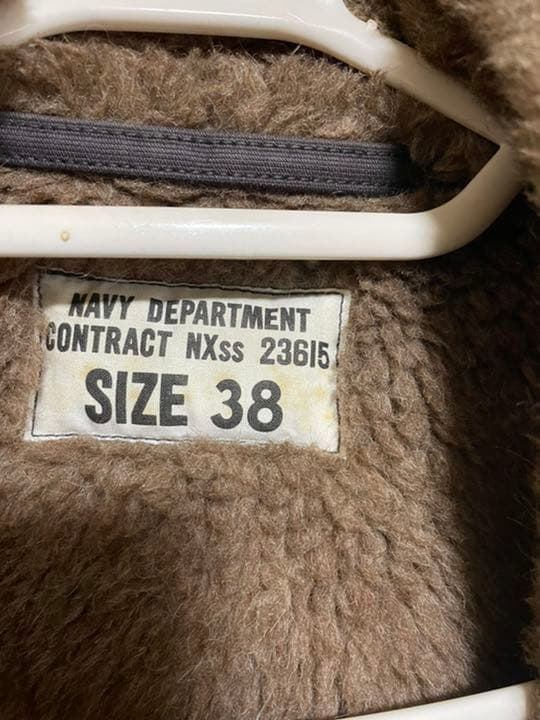 NAVY DEPARTMENT
CONTRACT NXss 23615
SIZE 38